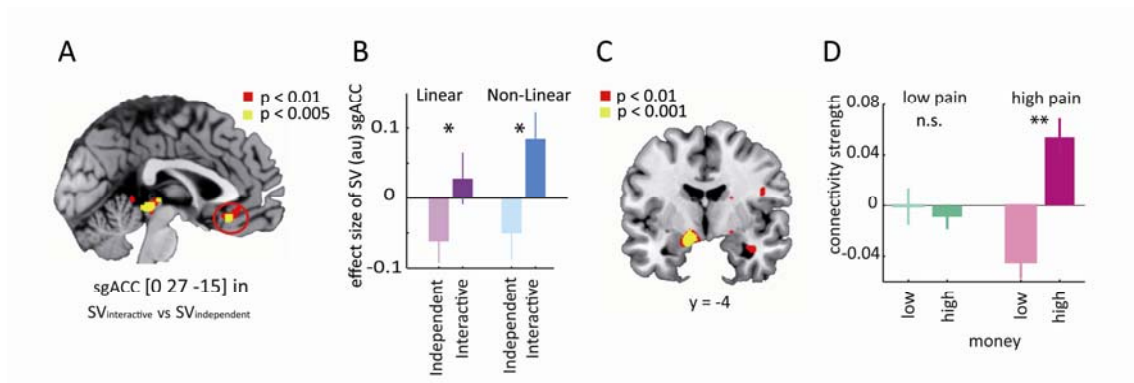 A
p < 0.01
p < 0.005
sgACC [0 27 -15] in
SVinteractive vs SVindependent
B
effect size of SV (au) sgACC
Linear
Non-Linear
0.1
*
*
0
-0.1
Independent
Interactive
Independent
Interactive
C
p < 0.01
p < 0.001
y = -4
D
connectivity strength
0.08
low pain
high pain
n.s.
**
0.04
0
-0.04
low
high
low
high
money